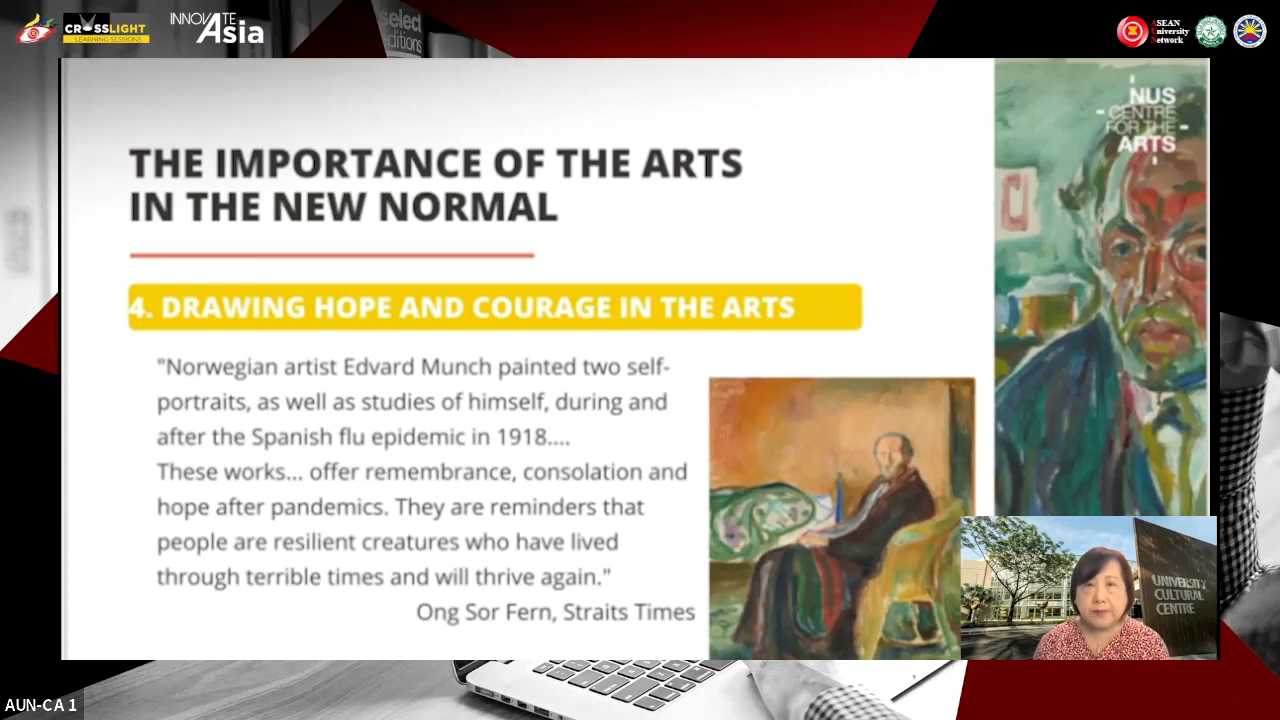 CROSSLIGHT
LEARNING SESSIONS
INNOVATE
Asia
select
ditions
ASEAN
University
Network
NUS
CENTRE
FOR THE
ARTS
THE IMPORTANCE OF THE ARTS
IN THE NEW NORMAL
4. DRAWING HOPE AND COURAGE IN THE ARTS
"Norwegian artist Edvard Munch painted two self-
portraits, as well as studies of himself, during and
after the Spanish flu epidemic in 1918....
These works... offer remembrance, consolation and
hope after pandemics. They are reminders that
people are resilient creatures who have lived
through terrible times and will thrive again."
Ong Sor Fern, Straits Times
UNIVERSITY
CULTURAL
CENTRE
AUN-CA 1